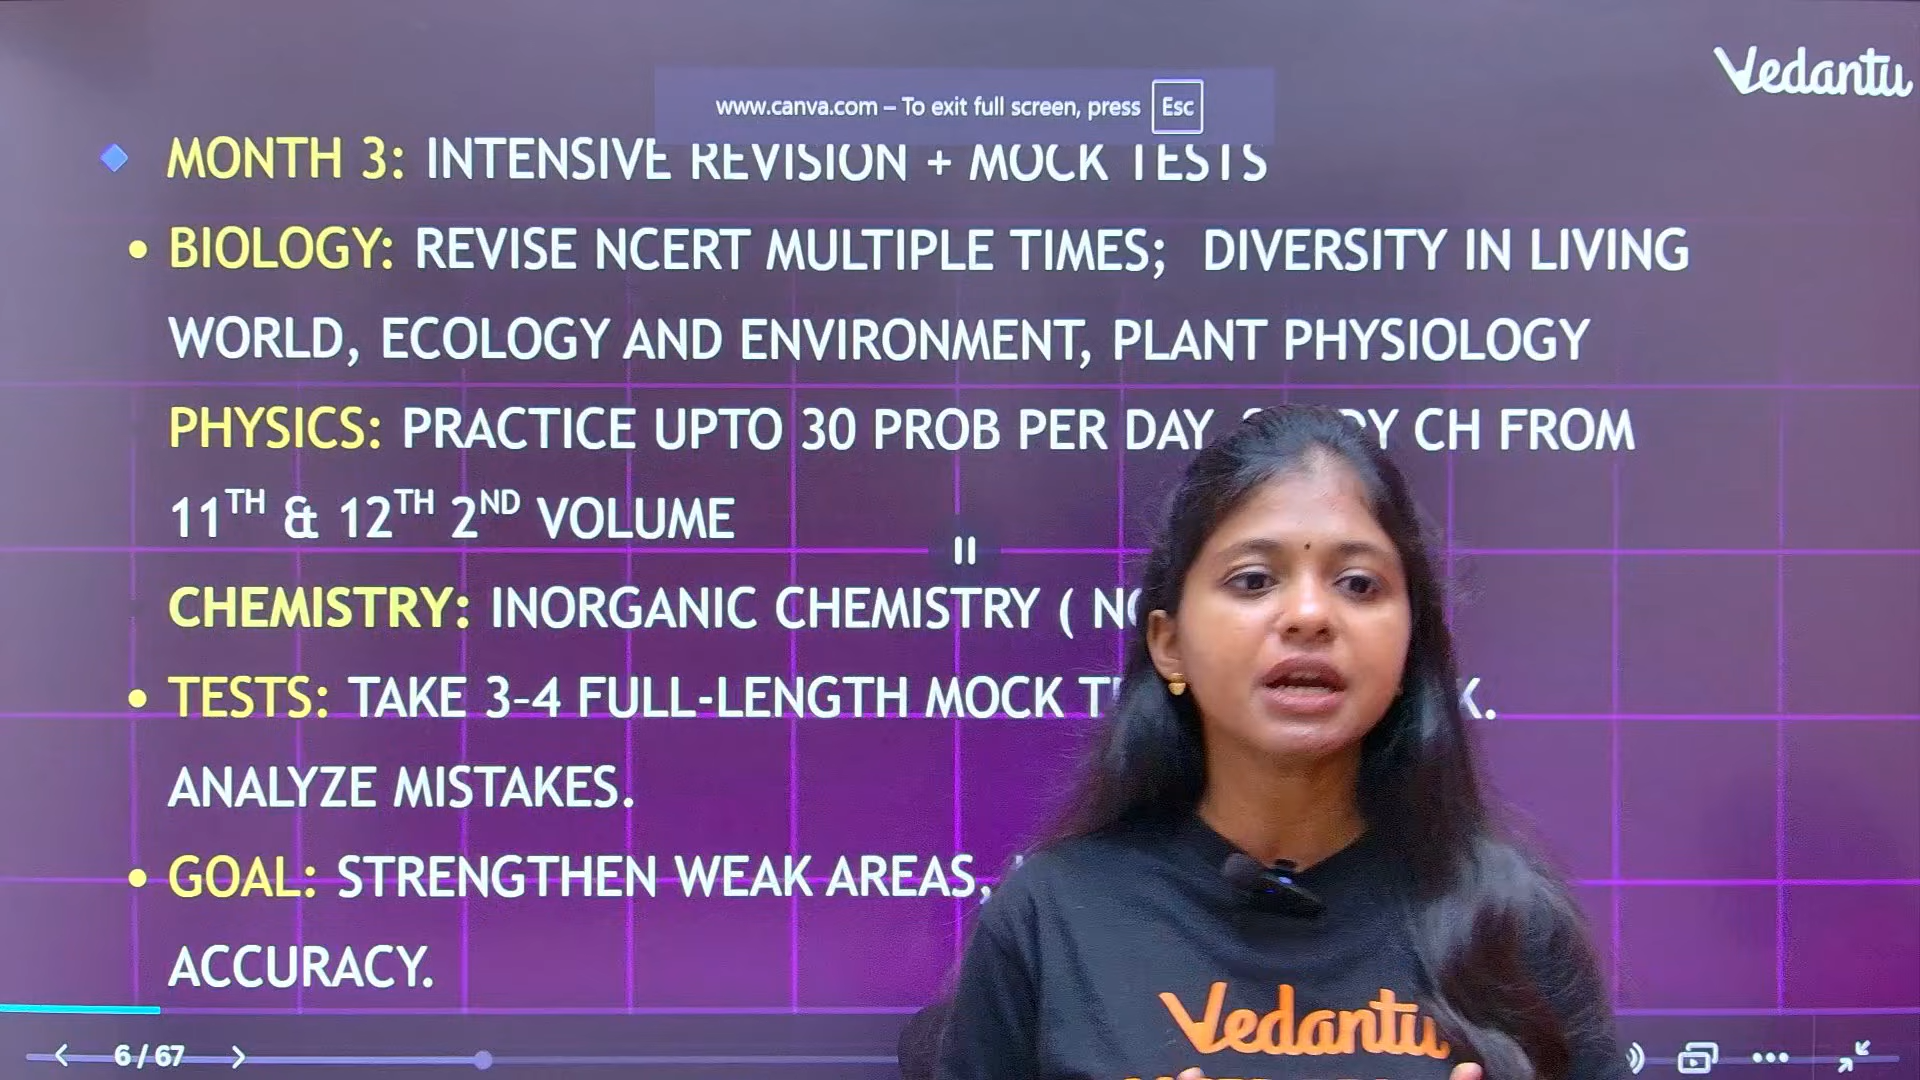 Vedantu
www.canva.com – To exit full screen, press Esc
MONTH 3: INTENSIVE REVISION + MOCK TESTS
• BIOLOGY: REVISE NCERT MULTIPLE TIMES; DIVERSITY IN LIVING
WORLD, ECOLOGY AND ENVIRONMENT, PLANT PHYSIOLOGY
PHYSICS: PRACTICE UPTO 30 PROB PER DAY CH FROM
11TH & 12TH 2ND VOLUME
CHEMISTRY: INORGANIC CHEMISTRY (
• TESTS: TAKE 3–4 FULL-LENGTH MOCK
ANALYZE MISTAKES.
• GOAL: STRENGTHEN WEAK AREAS,
ACCURACY.
Vedantu
6 / 67